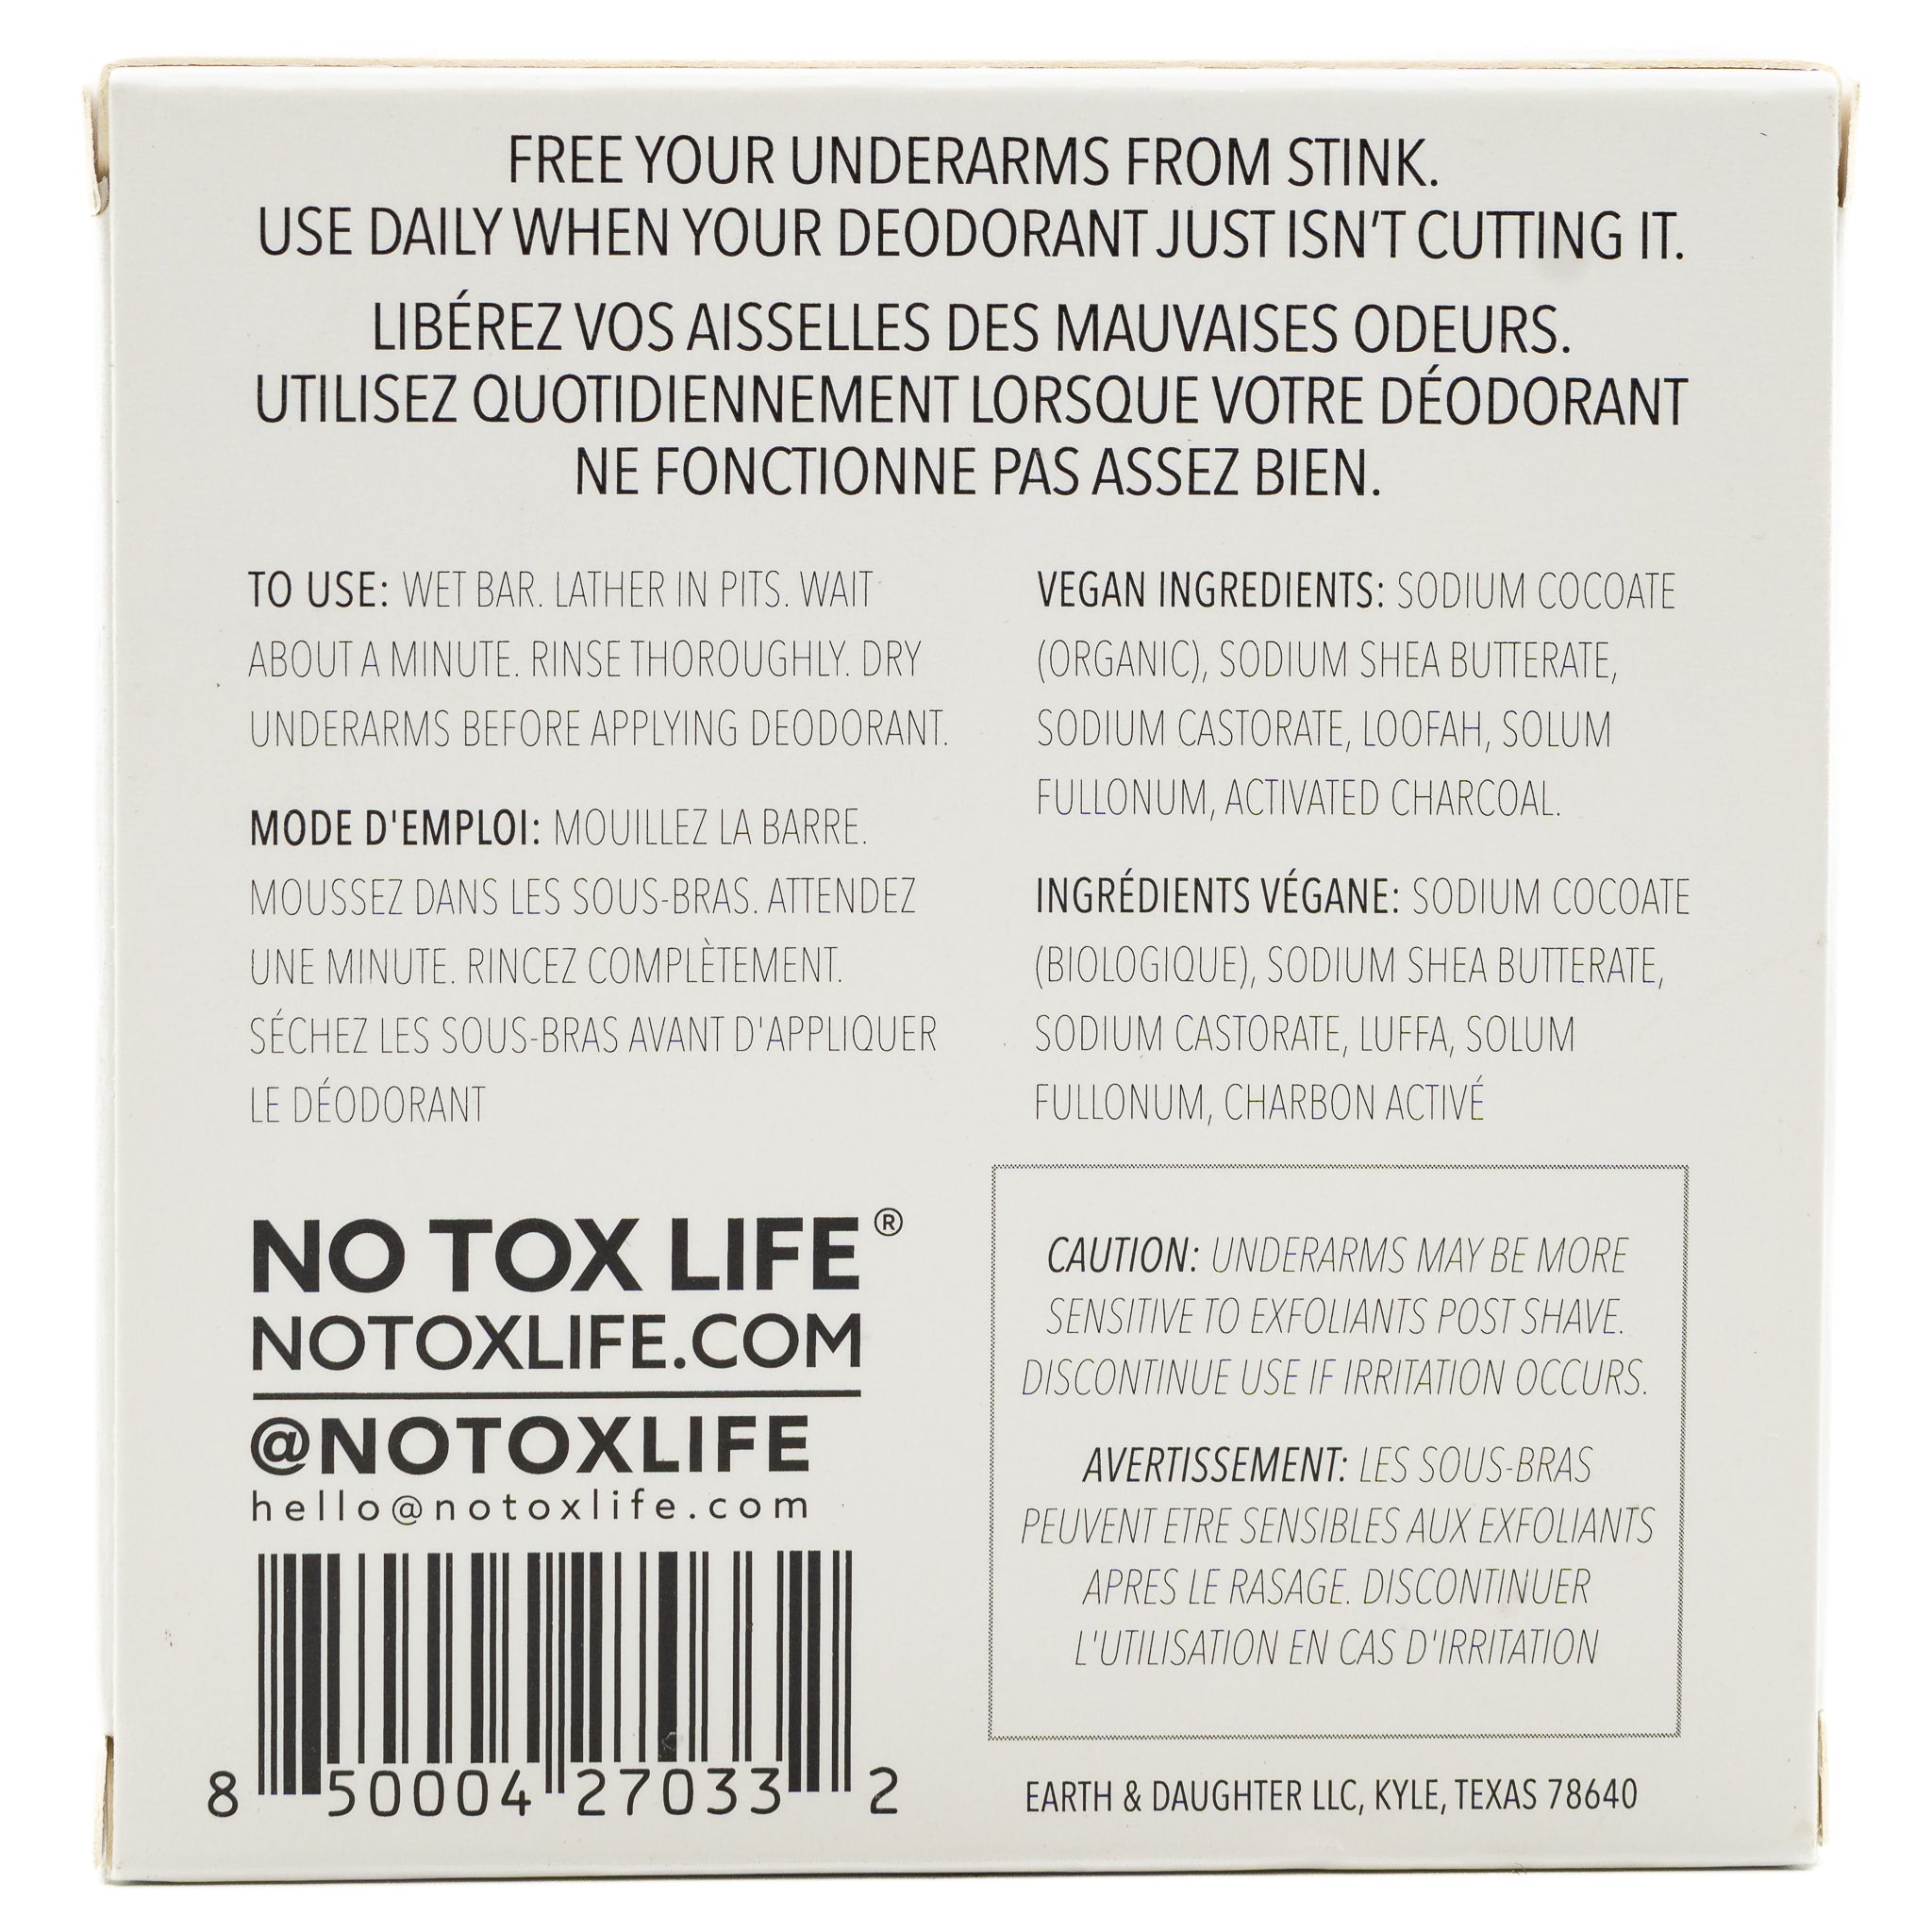 FREE YOUR UNDERARMS FROM STINK.
USE DAILY WHEN YOUR DEODORANT JUST ISN'T CUTTING IT.
LIBÉREZ VOS AISSELLES DES MAUVAISES ODEURS.
UTILISEZ QUOTIDIENNEMENT LORSQUE VOTRE DÉODORANT
NE FONCTIONNE PAS ASSEZ BIEN.
TO USE: WET BAR. LATHER IN PITS. WAIT
ABOUT A MINUTE. RINSE THOROUGHLY. DRY
UNDERARMS BEFORE APPLYING DEODORANT.
MODE D'EMPLOI: MOUILLEZ LA BARRE.
MOUSSEZ DANS LES SOUS-BRAS. ATTENDEZ
UNE MINUTE. RINCEZ COMPLÈTEMENT.
SÉCHEZ LES SOUS-BRAS AVANT D'APPLIQUER
LE DÉODORANT
VEGAN INGREDIENTS: SODIUM COCOATE
(ORGANIC), SODIUM SHEA BUTTERATE,
SODIUM CASTORATE, LOOFAH, SOLUM
FULLONUM, ACTIVATED CHARCOAL.
INGRÉDIENTS VÉGANE: SODIUM COCOATE
(BIOLOGIQUE), SODIUM SHEA BUTTERATE,
SODIUM CASTORATE, LUFFA, SOLUM
FULLONUM, CHARBON ACTIVÉ
NO TOX LIFE®
NOTOXLIFE.COM
@NOTOXLIFE
hello@notoxlife.com
8 50004 27033 2
CAUTION: UNDERARMS MAY BE MORE
SENSITIVE TO EXFOLIANTS POST SHAVE.
DISCONTINUE USE IF IRRITATION OCCURS.
AVERTISSEMENT: LES SOUS-BRAS
PEUVENT ETRE SENSIBLES AUX EXFOLIANTS
APRES LE RASAGE. DISCONTINUER
L'UTILISATION EN CAS D'IRRITATION
EARTH & DAUGHTER LLC, KYLE, TEXAS 78640